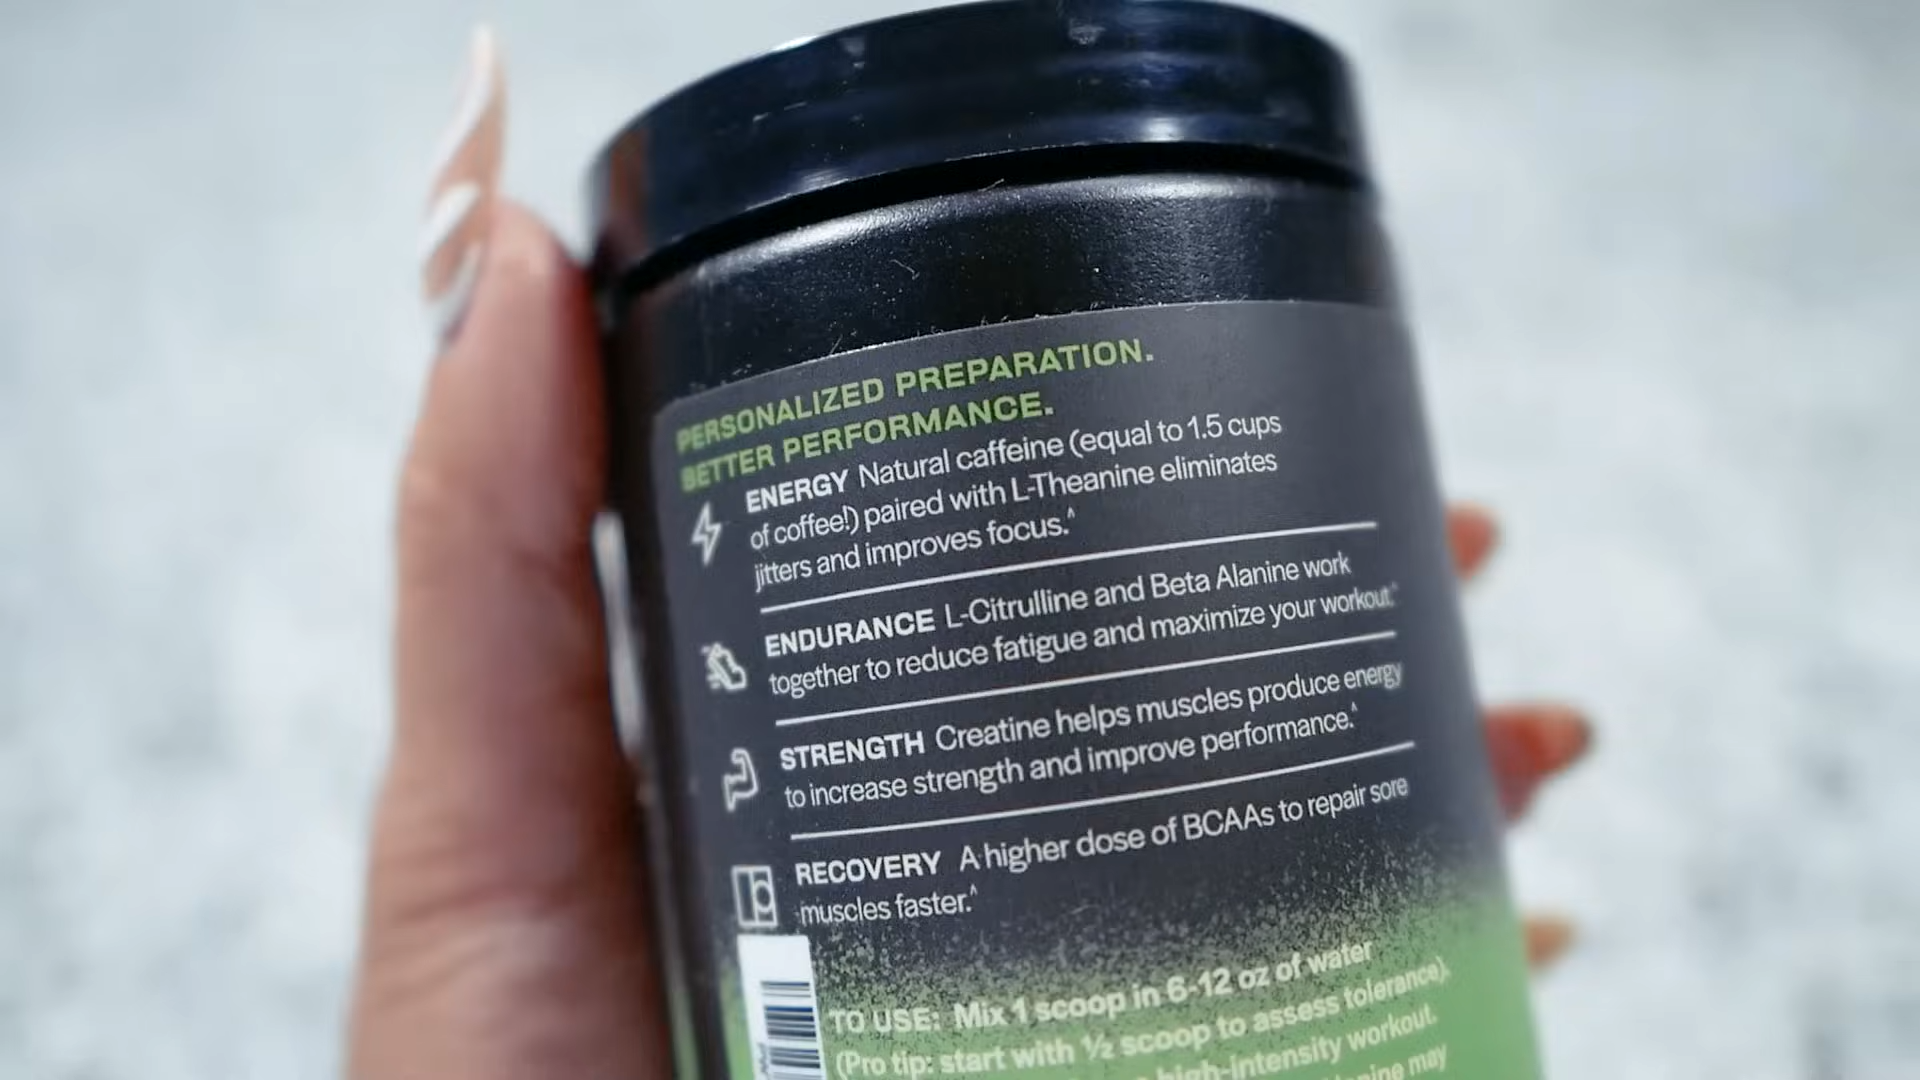 PERSONALIZED PREPARATION.
BETTER PERFORMANCE.
ENERGY Natural caffeine (equal to 1.5 cups
of coffee!) paired with L-Theanine eliminates
jitters and improves focus.^
ENDURANCE L-Citrulline and Beta Alanine work
together to reduce fatigue and maximize your workout.^
STRENGTH Creatine helps muscles produce energy
to increase strength and improve performance.^
RECOVERY A higher dose of BCAAs to repair sore
muscles faster.^
TO USE: Mix 1 scoop in 6-12 oz of water
(Pro tip: start with ½ scoop to assess tolerance).
high-intensity workout.
may